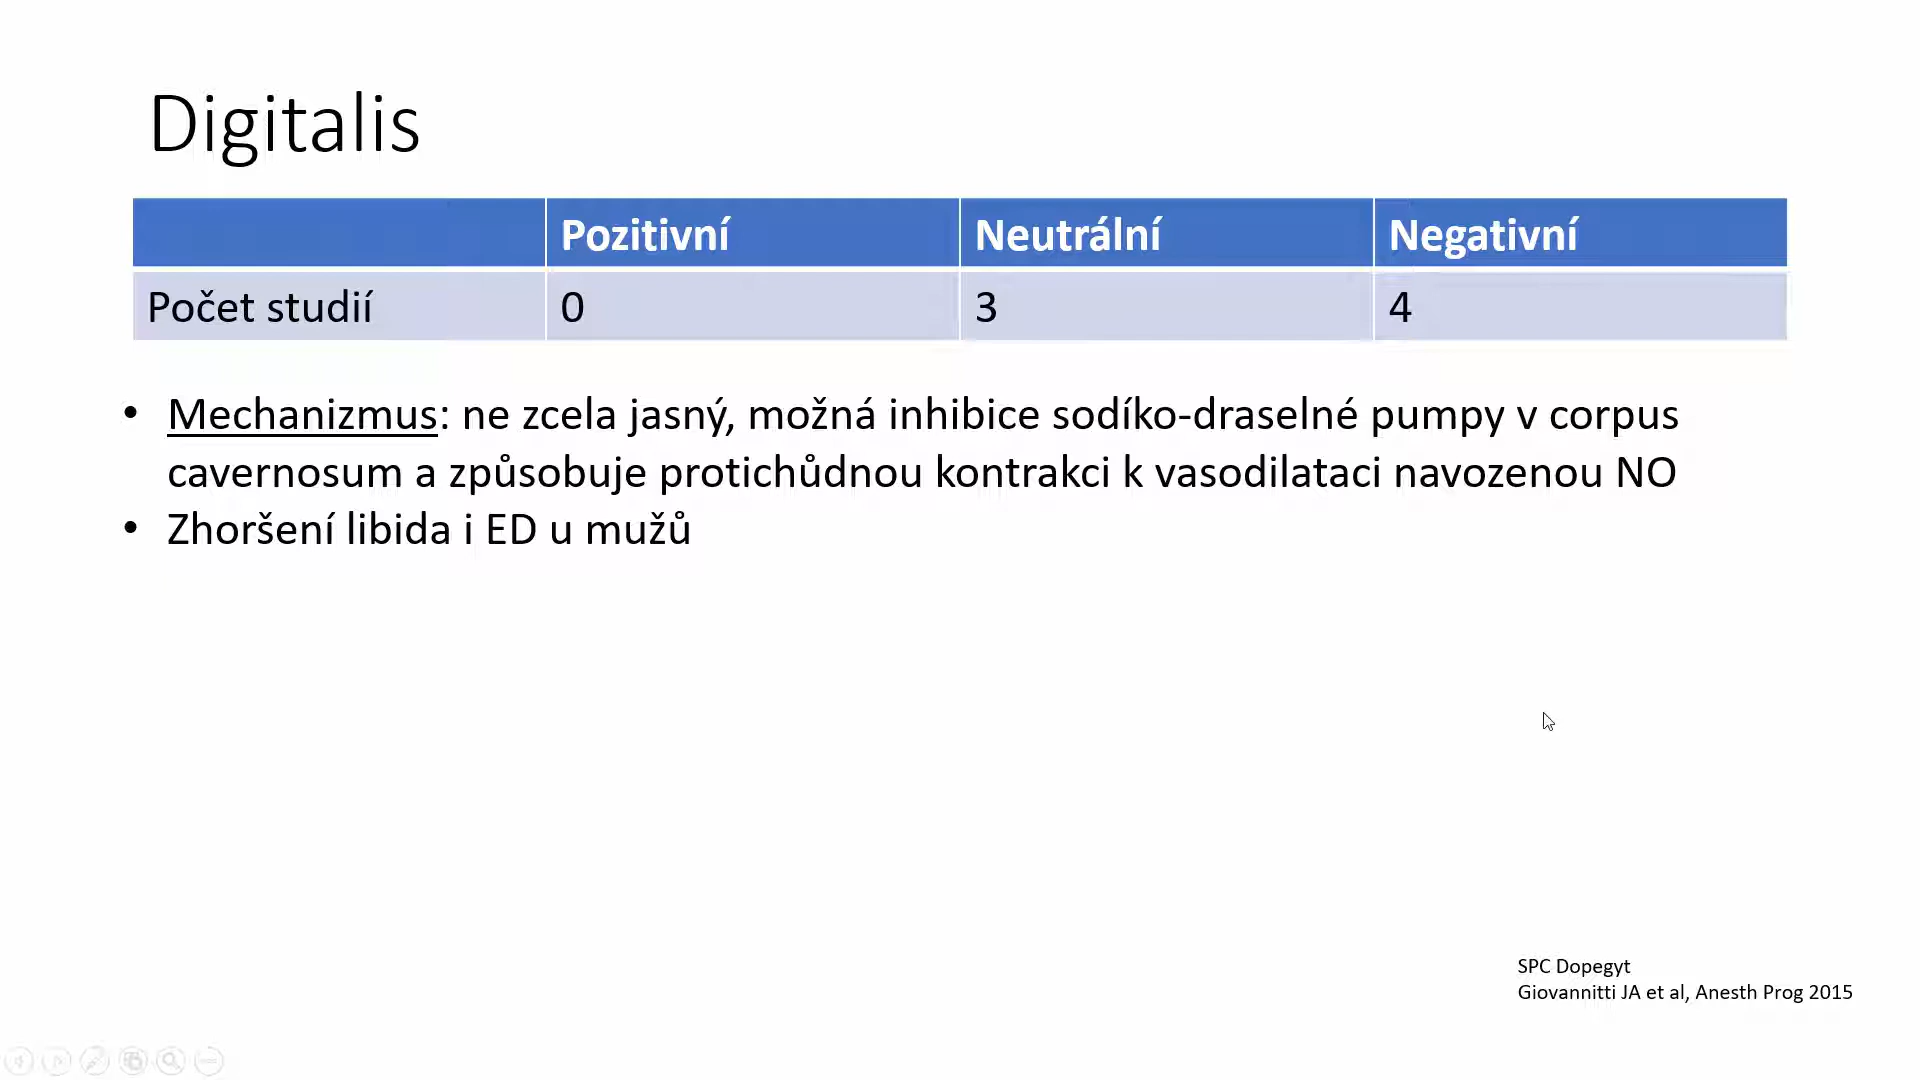 Digitalis
Pozitivní Neutrální Negativní
Počet studií 0 3 4
• Mechanizmus: ne zcela jasný, možná inhibice sodíko-draselné pumpy v corpus
cavernosum a způsobuje protichůdnou kontrakci k vasodilataci navozenou NO
• Zhoršení libida i ED u mužů
SPC Dopegyt
Giovannitti JA et al, Anesth Prog 2015